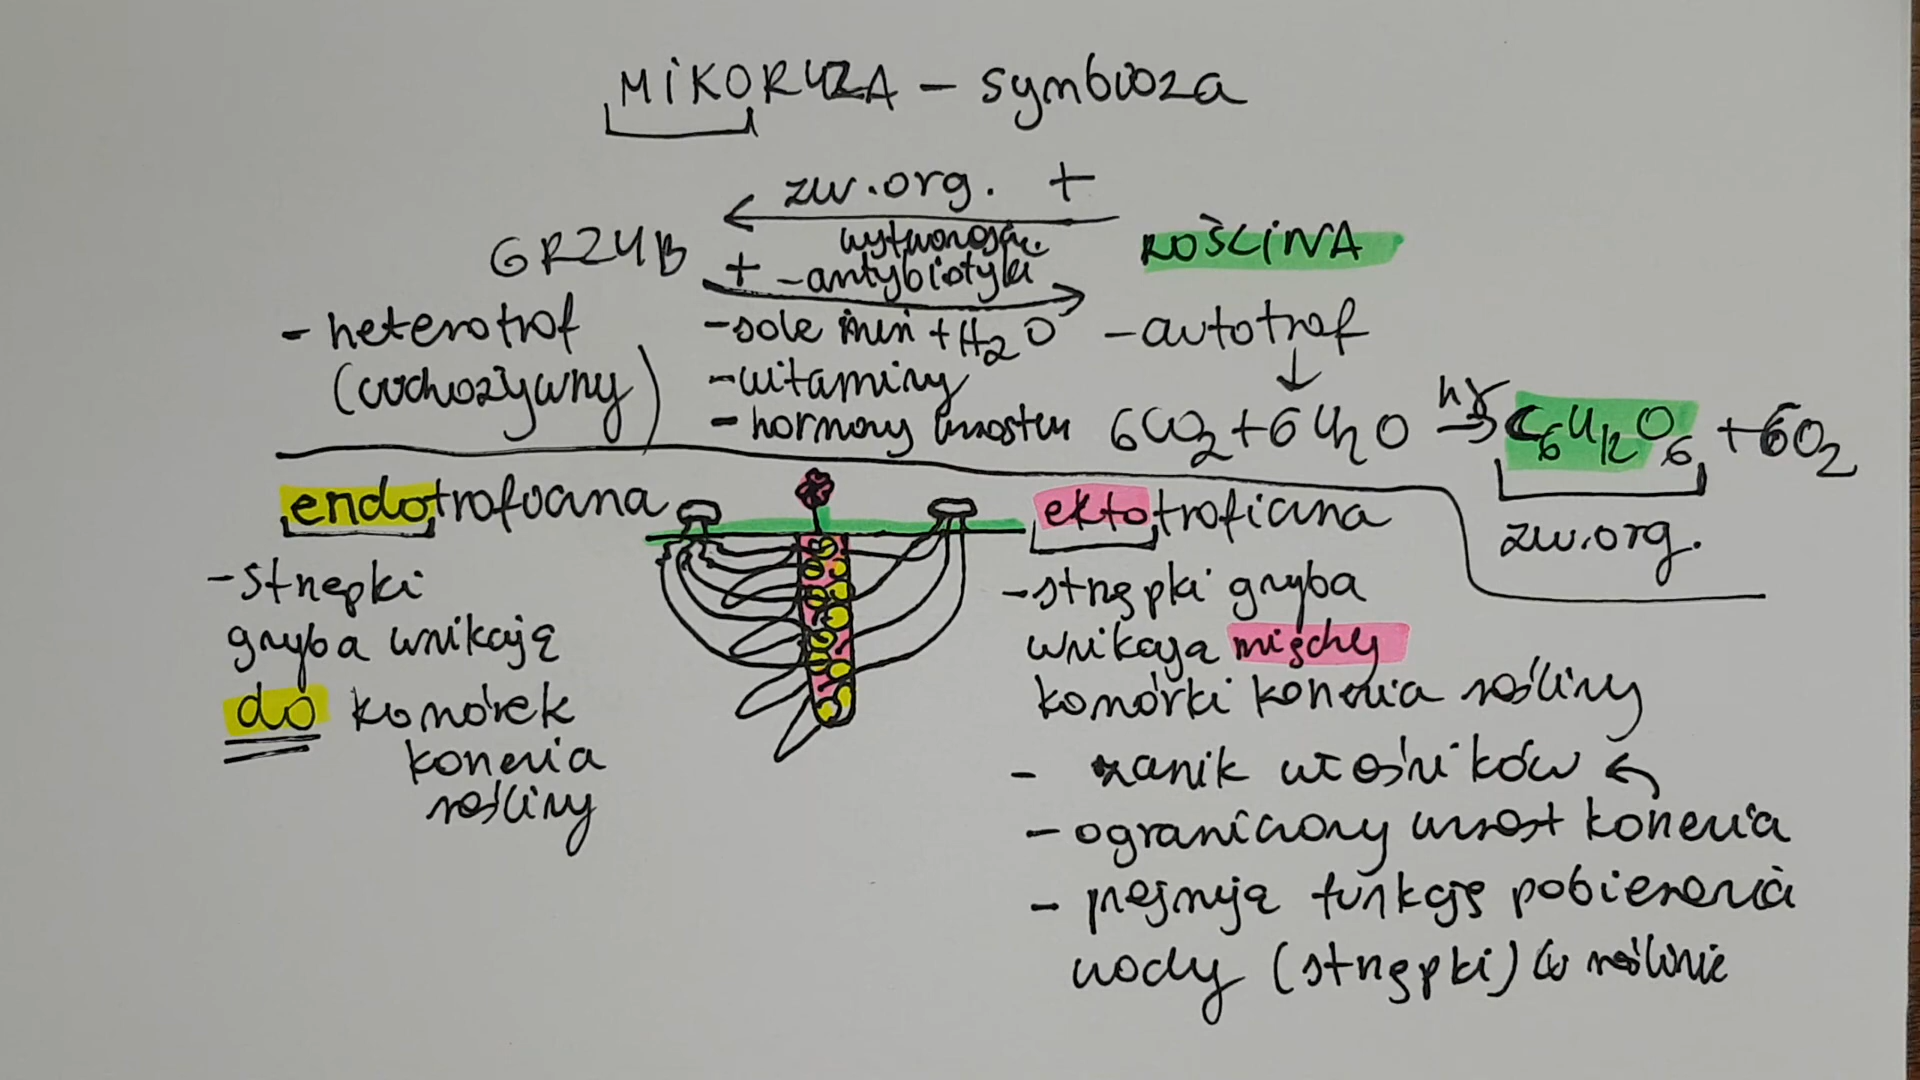 MIKORYZA - symbioza
zw.org. +
GRZYB
+
- antybiotyki
ROŚLINA
- heterotrof
(cudzożywny)
- sole min + H2O
- witaminy
- hormony wzrostu
- autotrof
6CO2 + 6H2O hγ → C6H12O6 + 6O2
zw.org.
endotroficzna
- strzępki
grzyba wnikają
do komórek
korzenia
rośliny
ektotroficzna
- strzępki grzyba
wnikają między
komórki korzenia rośliny
- zanik włośników
- ograniczony wzrost korzenia
- przejmują funkcję pobierania
wody (strzępki) w roślinie